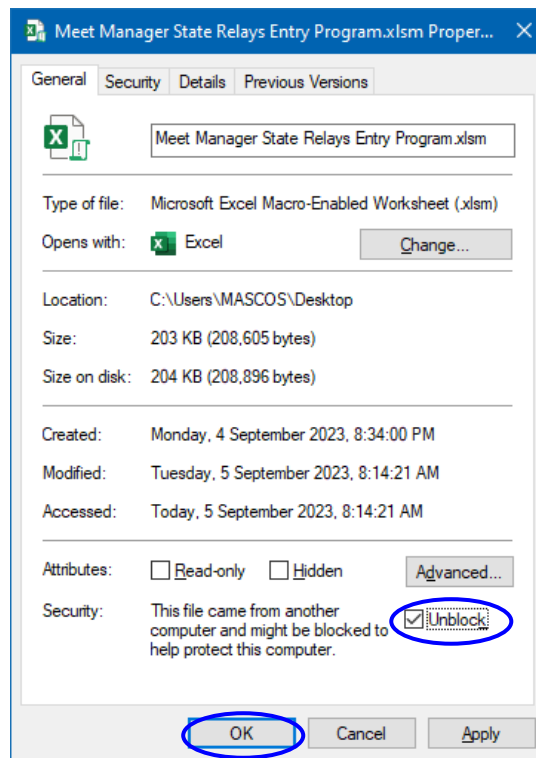 Meet Manager State Relays Entry Program.xlsm Proper...
General Security Details Previous Versions
Meet Manager State Relays Entry Program.xlsm
Type of file: Microsoft Excel Macro-Enabled Worksheet (.xlsm)
Opens with: Excel Change...
Location: C:\Users\MASCOS\Desktop
Size: 203 KB (208,605 bytes)
Size on disk: 204 KB (208,896 bytes)
Created: Monday, 4 September 2023, 8:34:00 PM
Modified: Tuesday, 5 September 2023, 8:14:21 AM
Accessed: Today, 5 September 2023, 8:14:21 AM
Attributes: Read-only Hidden Advanced...
Security: This file came from another
computer and might be blocked to
help protect this computer.
Unblock
OK Cancel Apply